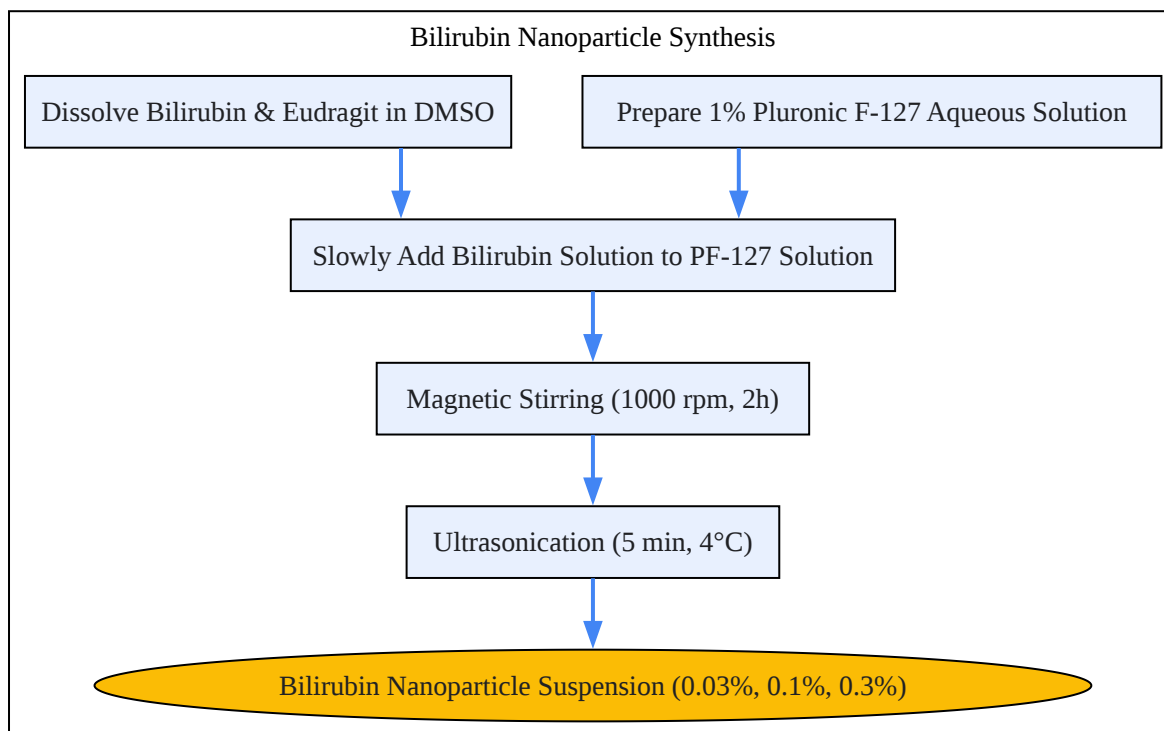 Bilirubin Nanoparticle Synthesis
Dissolve Bilirubin & Eudragit in DMSO
Prepare 1% Pluronic F-127 Aqueous Solution
Slowly Add Bilirubin Solution to PF-127 Solution
Magnetic Stirring (1000 rpm, 2h)
Ultrasonication (5 min, 4°C)
Bilirubin Nanoparticle Suspension (0.03%, 0.1%, 0.3%)